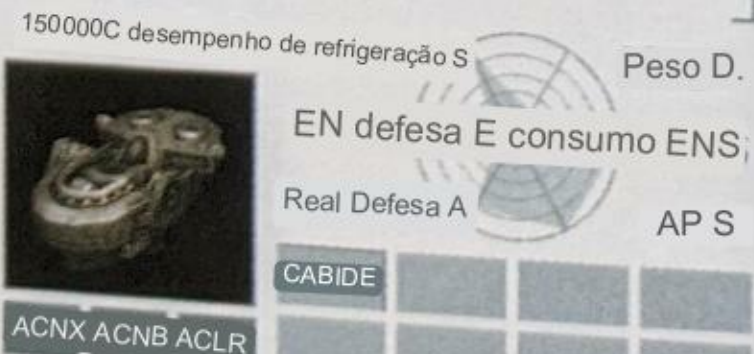 150000C desempenho de refrigeração S
Peso D.
EN defesa E consumo ENS
Real Defesa A
AP S
CABIDE
ACNX ACNB ACLR